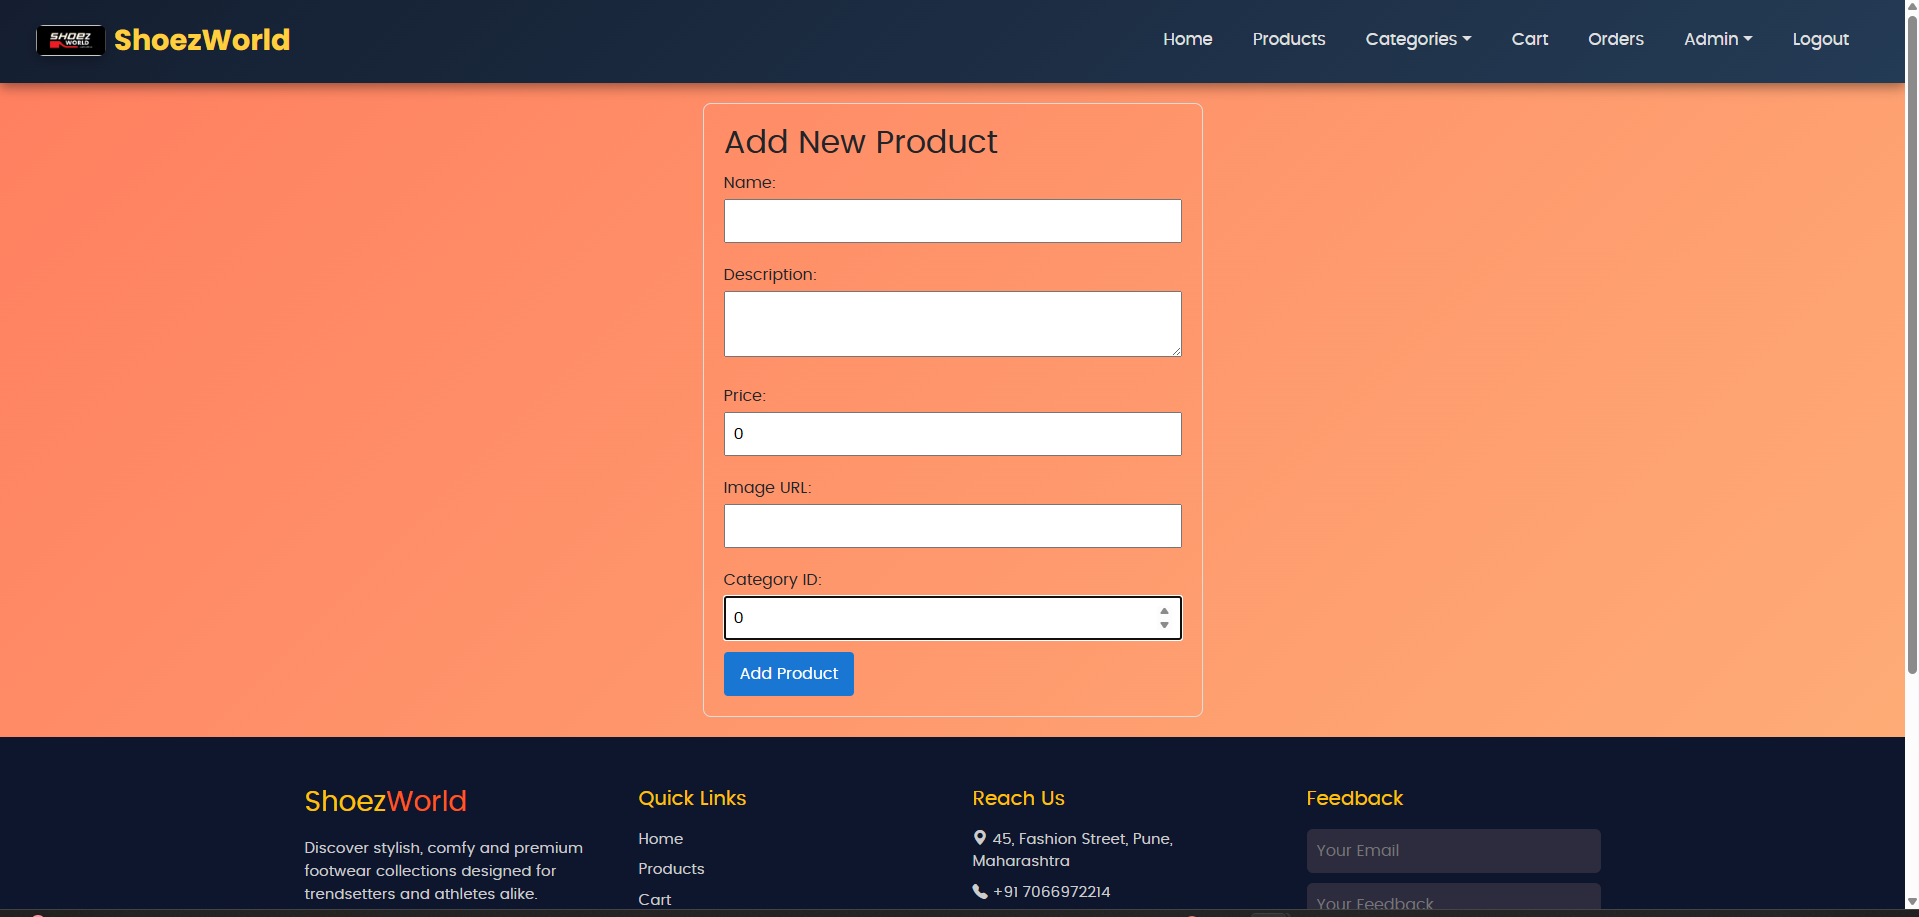 SHOEZ
WORLD
ShoezWorld
Home
Products
Categories
Cart
Orders
Admin
Logout
Add New Product
Name:
Description:
Price:
0
Image URL:
Category ID:
0
Add Product
ShoezWorld
Discover stylish, comfy and premium
footwear collections designed for
trendsetters and athletes alike.
Quick Links
Home
Products
Cart
Reach Us
45, Fashion Street, Pune,
Maharashtra
+91 7066972214
Feedback
Your Email
Your Feedback